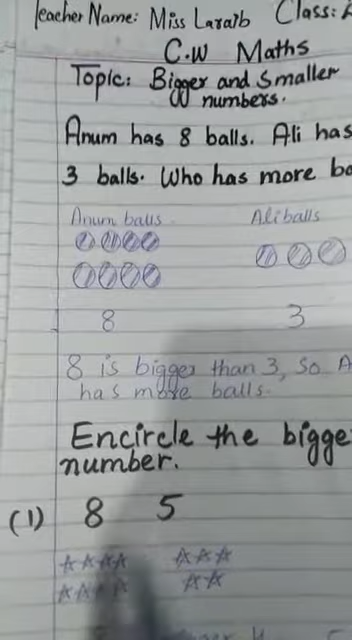 Teacher Name: Miss Laraib Class:
C.W Maths
Topic: Bigger and Smaller
numbers.
Anum has 8 balls. Ali has
3 balls. Who has more
Anum balls Ali balls
8 3
8 is bigger than 3, so
has more balls.
Encircle the
number.
(1) 8 5